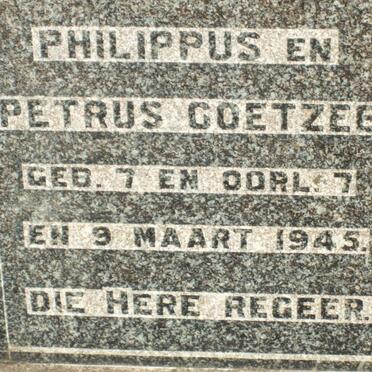 PHILIPPUS EN
PETRUS COETZEE
GEB. 7 EN OORL. 7
EN 9 MAART 1945.
DIE HERE REGEER.